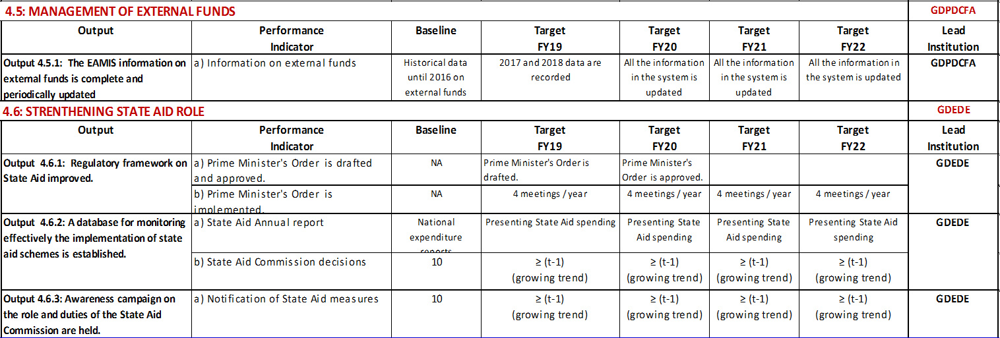 4.5: MANAGEMENT OF EXTERNAL FUNDS GDPDCFA
Output Performance Baseline Target Target Target Target Lead
Indicator FY19 FY20 FY21 FY22 Institution
Output 4.5.1: The EAMIS information on a) Information on external funds Historical data 2017 and 2018 data are All the information All the information All the information in GDPDCFA
external funds is complete and until 2016 on recorded in the system is in the system is the system is updated
periodically updated external funds updated updated
4.6: STRENTHENING STATE AID ROLE GDEDE
Output Performance Baseline Target Target Target Target Lead
Indicator FY19 FY20 FY21 FY22 Institution
Output 4.6.1: Regulatory framework on a) Prime Minister's Order is drafted NA Prime Minister's Order is Prime Minister's GDEDE
State Aid improved. and approved. drafted. Order is approved.
b) Prime Minister's Order is NA 4 meetings / year 4 meetings / year 4 meetings / year 4 meetings / year
implemented.
Output 4.6.2: A database for monitoring a) State Aid Annual report National Presenting State Aid spending Presenting State Presenting State Presenting State Aid GDEDE
effectively the implementation of state expenditure Aid spending Aid spending spending
aid schemes is established. reports
b) State Aid Commission decisions 10 ≥ (t-1) ≥ (t-1) ≥ (t-1) ≥ (t-1)
(growing trend) (growing trend) (growing trend) (growing trend)
Output 4.6.3: Awareness campaign on a) Notification of State Aid measures 10 ≥ (t-1) ≥ (t-1) ≥ (t-1) ≥ (t-1) GDEDE
the role and duties of the State Aid (growing trend) (growing trend) (growing trend) (growing trend)
Commission are held.